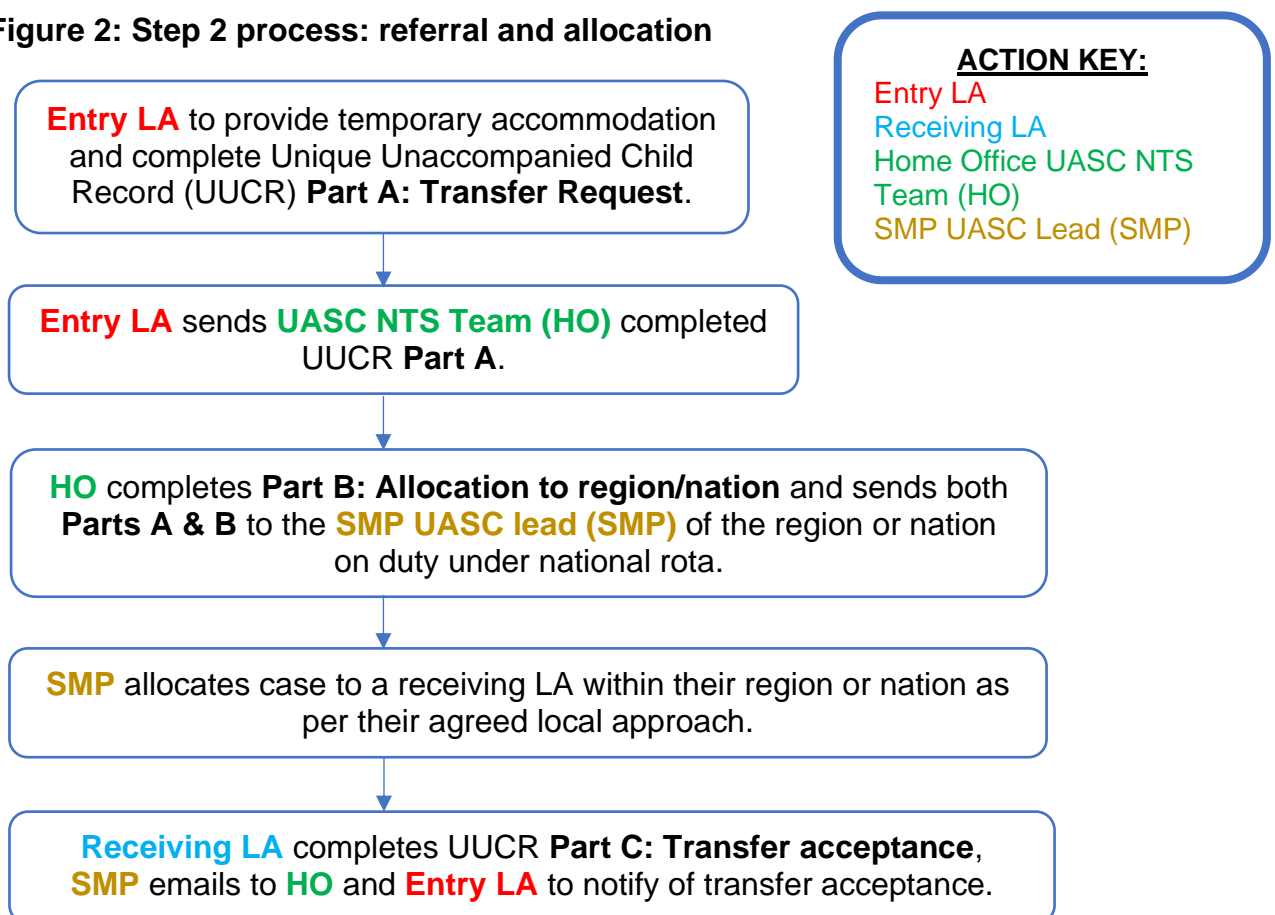 Figure 2: Step 2 process: referral and allocation
ACTION KEY:
Entry LA
Receiving LA
Home Office UASC NTS
Team (HO)
SMP UASC Lead (SMP)
Entry LA to provide temporary accommodation
and complete Unique Unaccompanied Child
Record (UUCR) Part A: Transfer Request.
Entry LA sends UASC NTS Team (HO) completed
UUCR Part A.
HO completes Part B: Allocation to region/nation and sends both
Parts A & B to the SMP UASC lead (SMP) of the region or nation
on duty under national rota.
SMP allocates case to a receiving LA within their region or nation as
per their agreed local approach.
Receiving LA completes UUCR Part C: Transfer acceptance,
SMP emails to HO and Entry LA to notify of transfer acceptance.